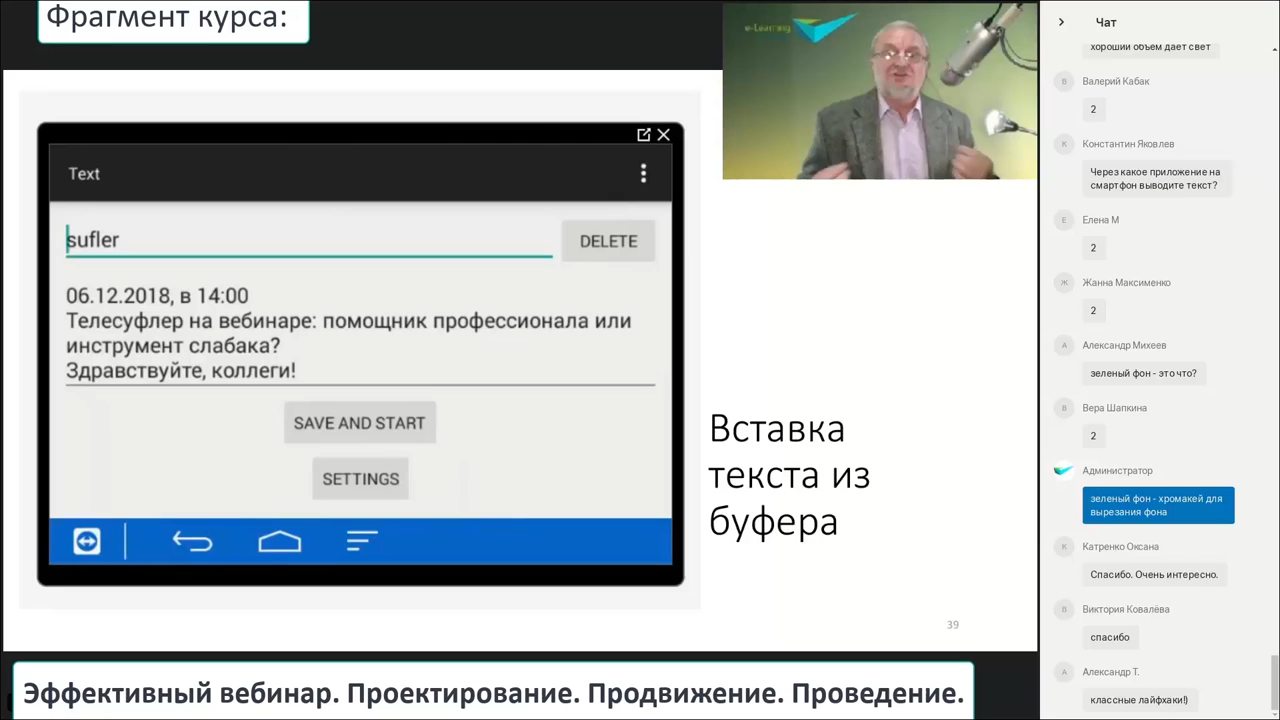 Фрагмент курса:
e-Learning
Text
sufler
DELETE
06.12.2018, в 14:00
Телесуфлер на вебинаре: помощник профессионала или
инструмент слабака?
Здравствуйте, коллеги!
SAVE AND START
SETTINGS
Вставка
текста из
буфера
39
Эффективный вебинар. Проектирование. Продвижение. Проведение.
Чат
хороший объем дает свет
В
Валерий Кабак
2
К
Константин Яковлев
Через какое приложение на
смартфон выводите текст?
Е
Елена М
2
Ж
Жанна Максименко
2
А
Александр Михеев
зеленый фон - это что?
В
Вера Шапкина
2
Администратор
зеленый фон - хромакей для
вырезания фона
К
Катренко Оксана
Спасибо. Очень интересно.
В
Виктория Ковалёва
спасибо
А
Александр Т.
классные лайфхаки!)